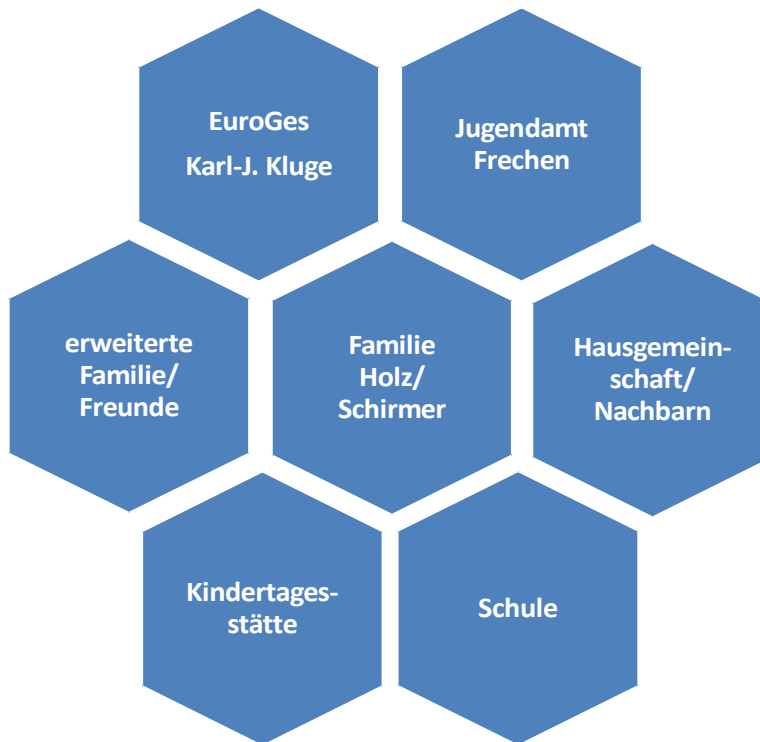 EuroGes
Karl-J. Kluge
Jugendamt
Frechen
erweiterte
Familie/
Freunde
Familie
Holz/
Schirmer
Hausgemein-
schaft/
Nachbarn
Kindertages-
stätte
Schule